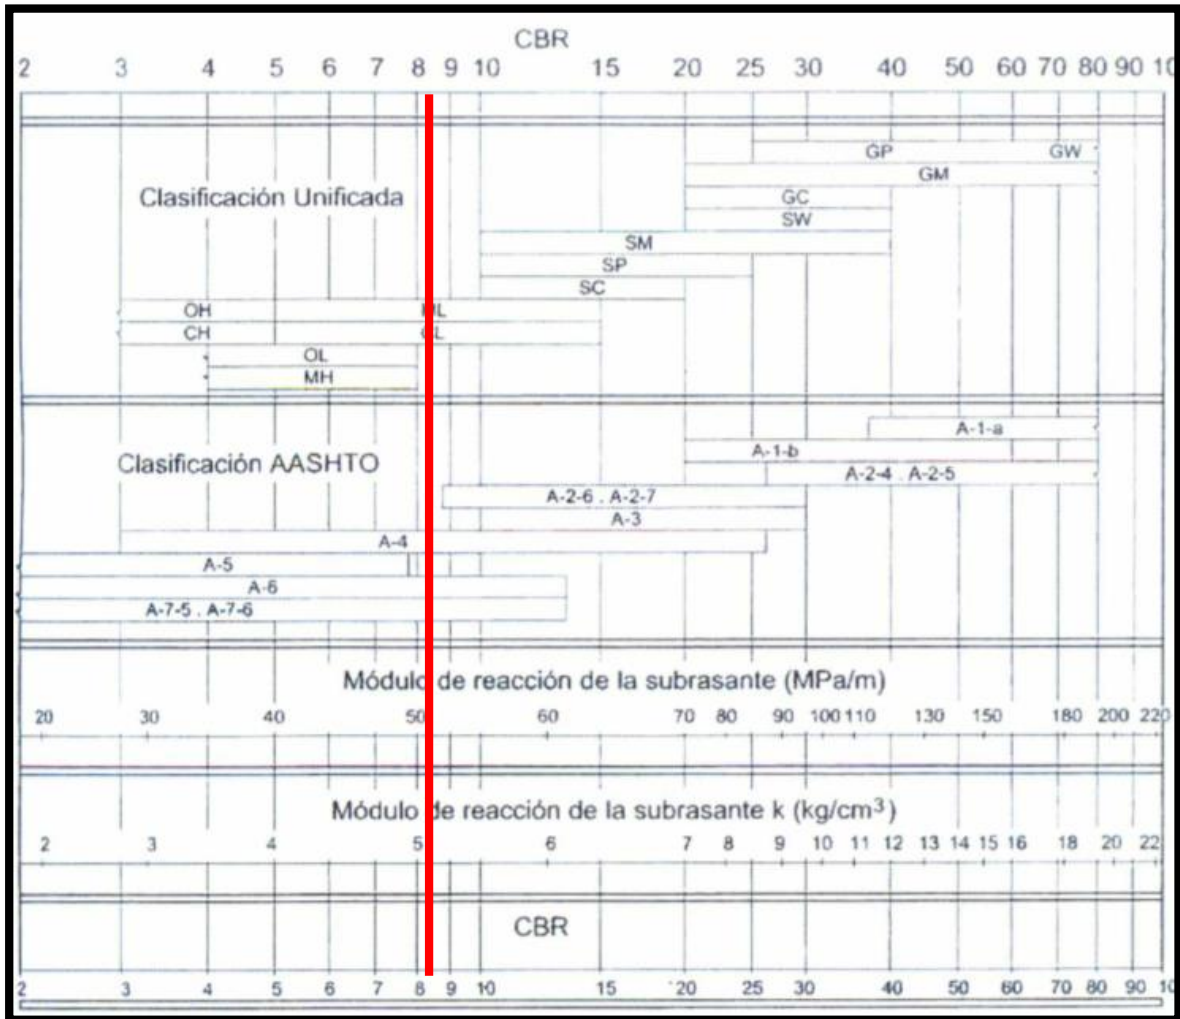 CBR
2 3 4 5 6 7 8 9 10 15 20 25 30 40 50 60 70 80 90 10
GP GW
GM
Clasificación Unificada
GC
SW
SM
SP
SC
OH ML
CH CL
OL
MH
A-1-a
A-1-b
Clasificación AASHTO
A-2-4 . A-2-5
A-2-6 . A-2-7
A-3
A-4
A-5
A-6
A-7-5 . A-7-6
Módulo de reacción de la subrasante (MPa/m)
20 30 40 50 60 70 80 90 100 110 130 150 180 200 220
Módulo de reacción de la subrasante k (kg/cm³)
2 3 4 5 6 7 8 9 10 11 12 13 14 15 16 18 20 22
CBR
2 3 4 5 6 7 8 9 10 15 20 25 30 40 50 60 70 80 90 10